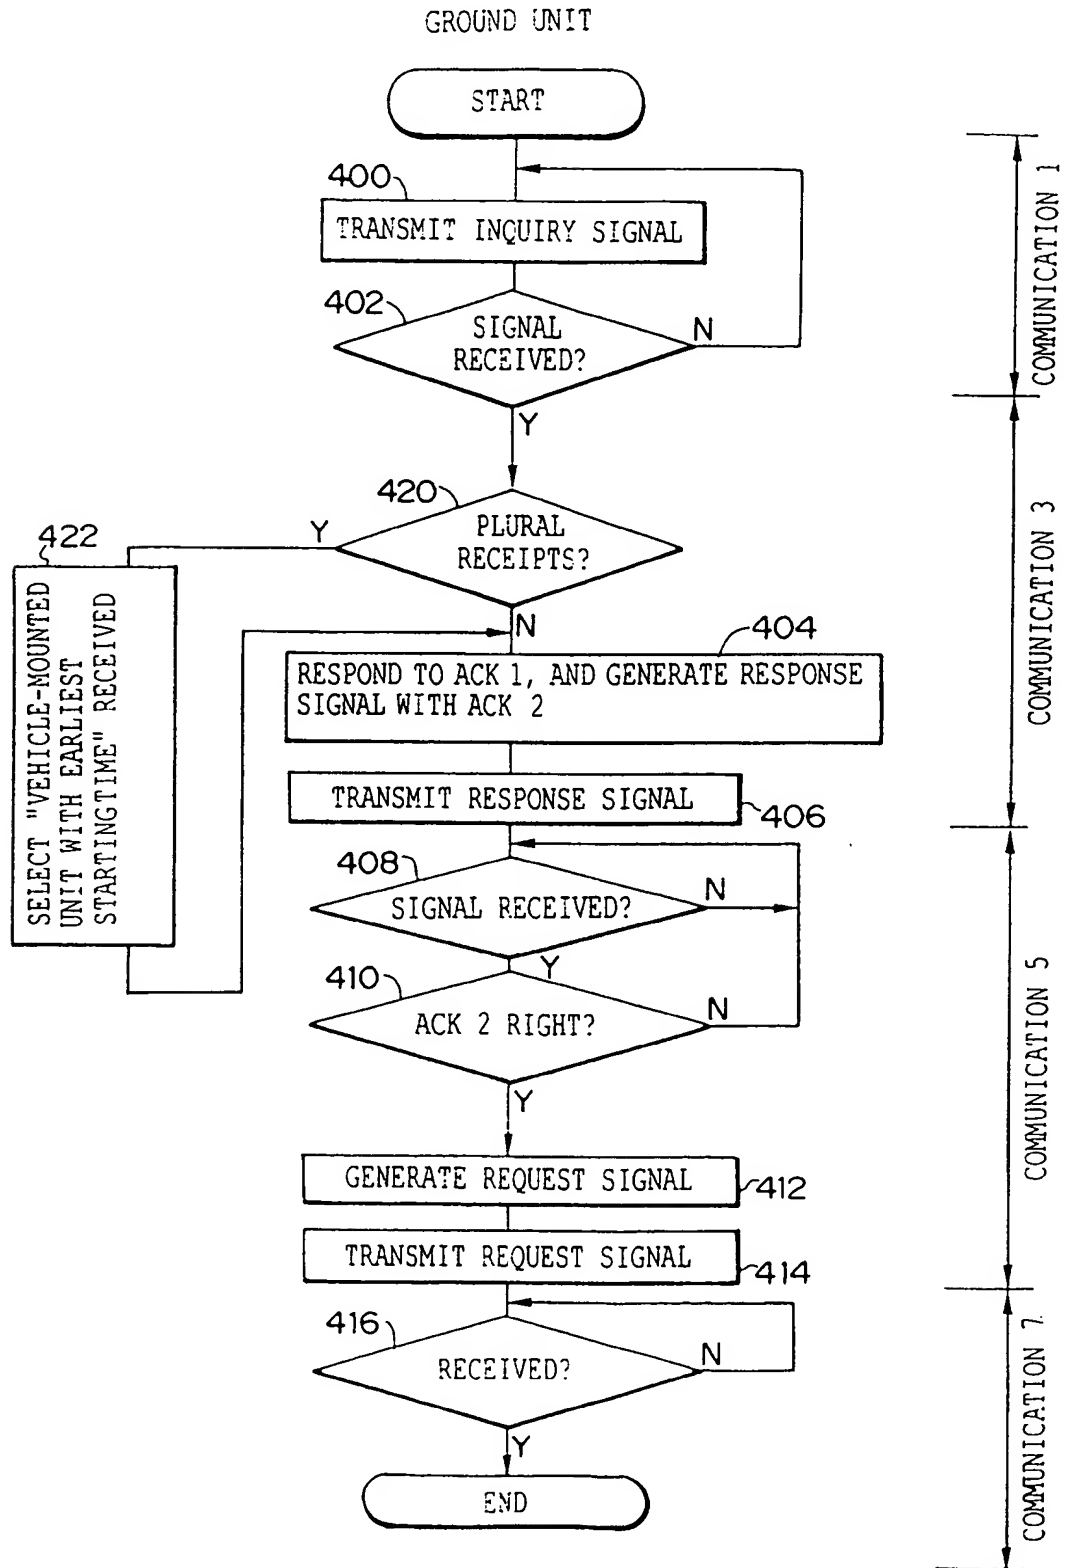 GROUND UNIT
START
400
TRANSMIT INQUIRY SIGNAL
402
SIGNAL
RECEIVED?
N
Y
COMMUNICATION 1
420
PLURAL
RECEIPTS?
Y
N
422
SELECT "VEHICLE-MOUNTED
UNIT WITH EARLIEST
STARTINGTIME" RECEIVED
404
RESPOND TO ACK 1, AND GENERATE RESPONSE
SIGNAL WITH ACK 2
TRANSMIT RESPONSE SIGNAL
406
COMMUNICATION 3
408
SIGNAL RECEIVED?
N
Y
410
ACK 2 RIGHT?
N
Y
GENERATE REQUEST SIGNAL
412
TRANSMIT REQUEST SIGNAL
414
COMMUNICATION 5
416
RECEIVED?
N
Y
END
COMMUNICATION 7